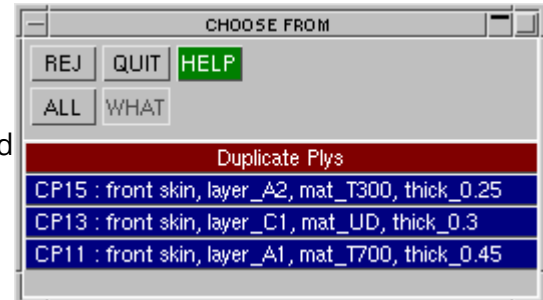 CHOOSE FROM
REJ QUIT HELP
ALL WHAT
d
Duplicate Plys
CP15 : front skin, layer_A2, mat_T300, thick_0.25
CP13 : front skin, layer_C1, mat_UD, thick_0.3
CP11 : front skin, layer_A1, mat_T700, thick_0.45